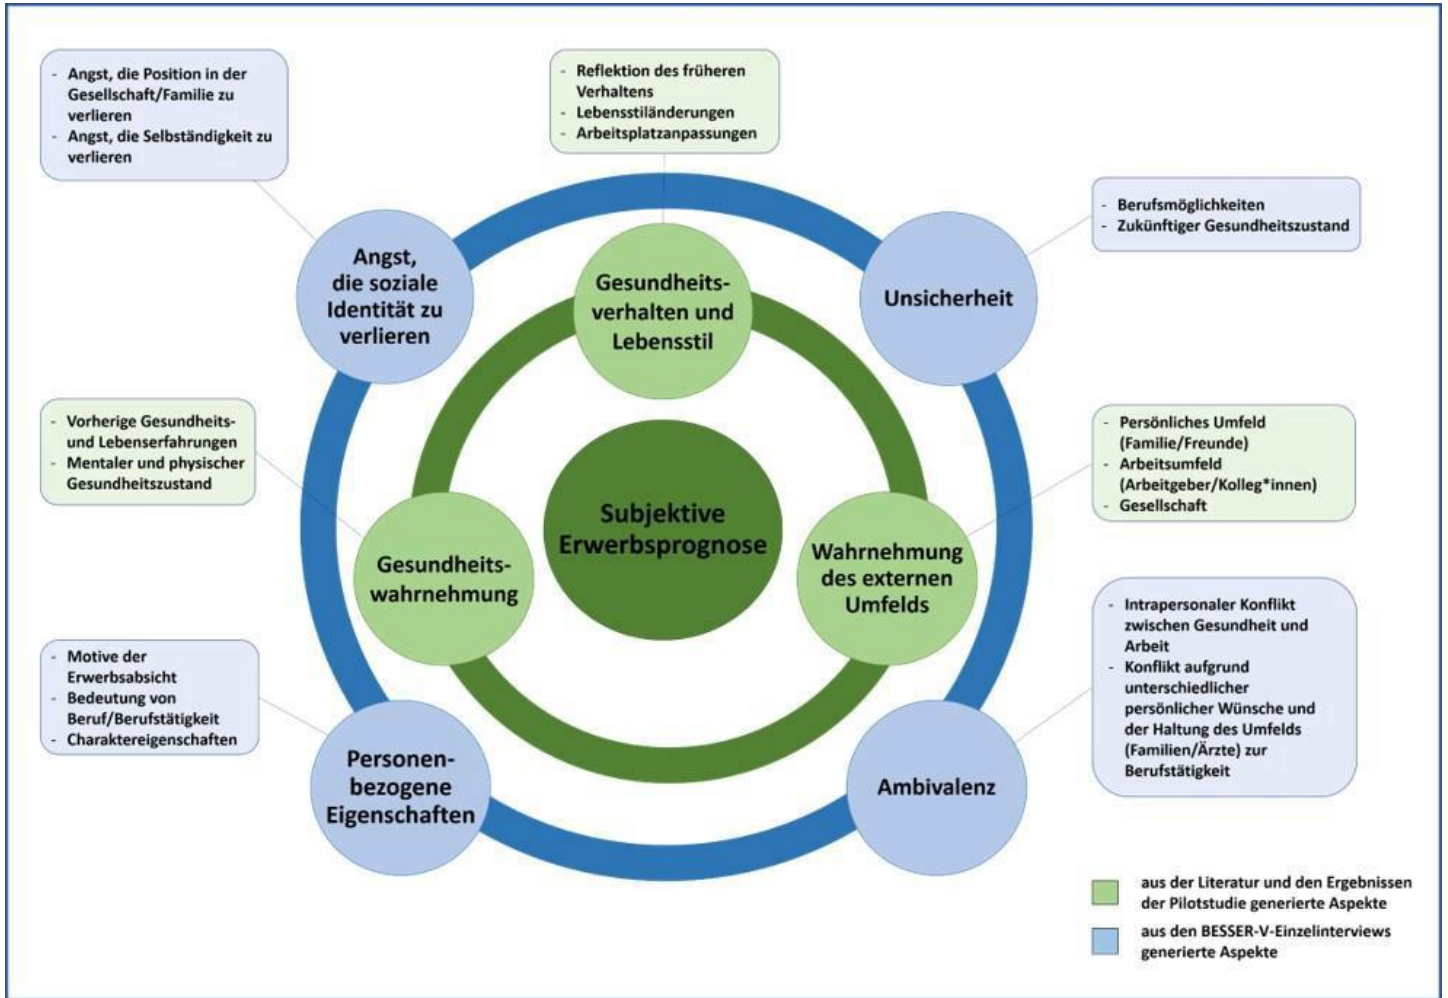 - Angst, die Position in der
Gesellschaft/Familie zu
verlieren
- Angst, die Selbständigkeit zu
verlieren
- Reflektion des früheren
Verhaltens
- Lebensstiländerungen
- Arbeitsplatzanpassungen
- Berufsmöglichkeiten
- Zukünftiger Gesundheitszustand
Angst,
die soziale
Identität zu
verlieren
Gesundheits-
verhalten und
Lebensstil
Unsicherheit
- Vorherige Gesundheits-
und Lebenserfahrungen
- Mentaler und physischer
Gesundheitszustand
- Persönliches Umfeld
(Familie/Freunde)
- Arbeitsumfeld
(Arbeitgeber/Kolleg*innen)
- Gesellschaft
Subjektive
Erwerbsprognose
Gesundheits-
wahrnehmung
Wahrnehmung
des externen
Umfelds
- Motive der
Erwerbsabsicht
- Bedeutung von
Beruf/Berufstätigkeit
- Charaktereigenschaften
- Intrapersonaler Konflikt
zwischen Gesundheit und
Arbeit
- Konflikt aufgrund
unterschiedlicher
persönlicher Wünsche und
der Haltung des Umfelds
(Familien/Ärzte) zur
Berufstätigkeit
Personen-
bezogene
Eigenschaften
Ambivalenz
aus der Literatur und den Ergebnissen
der Pilotstudie generierte Aspekte
aus den BESSER-V-Einzelinterviews
generierte Aspekte